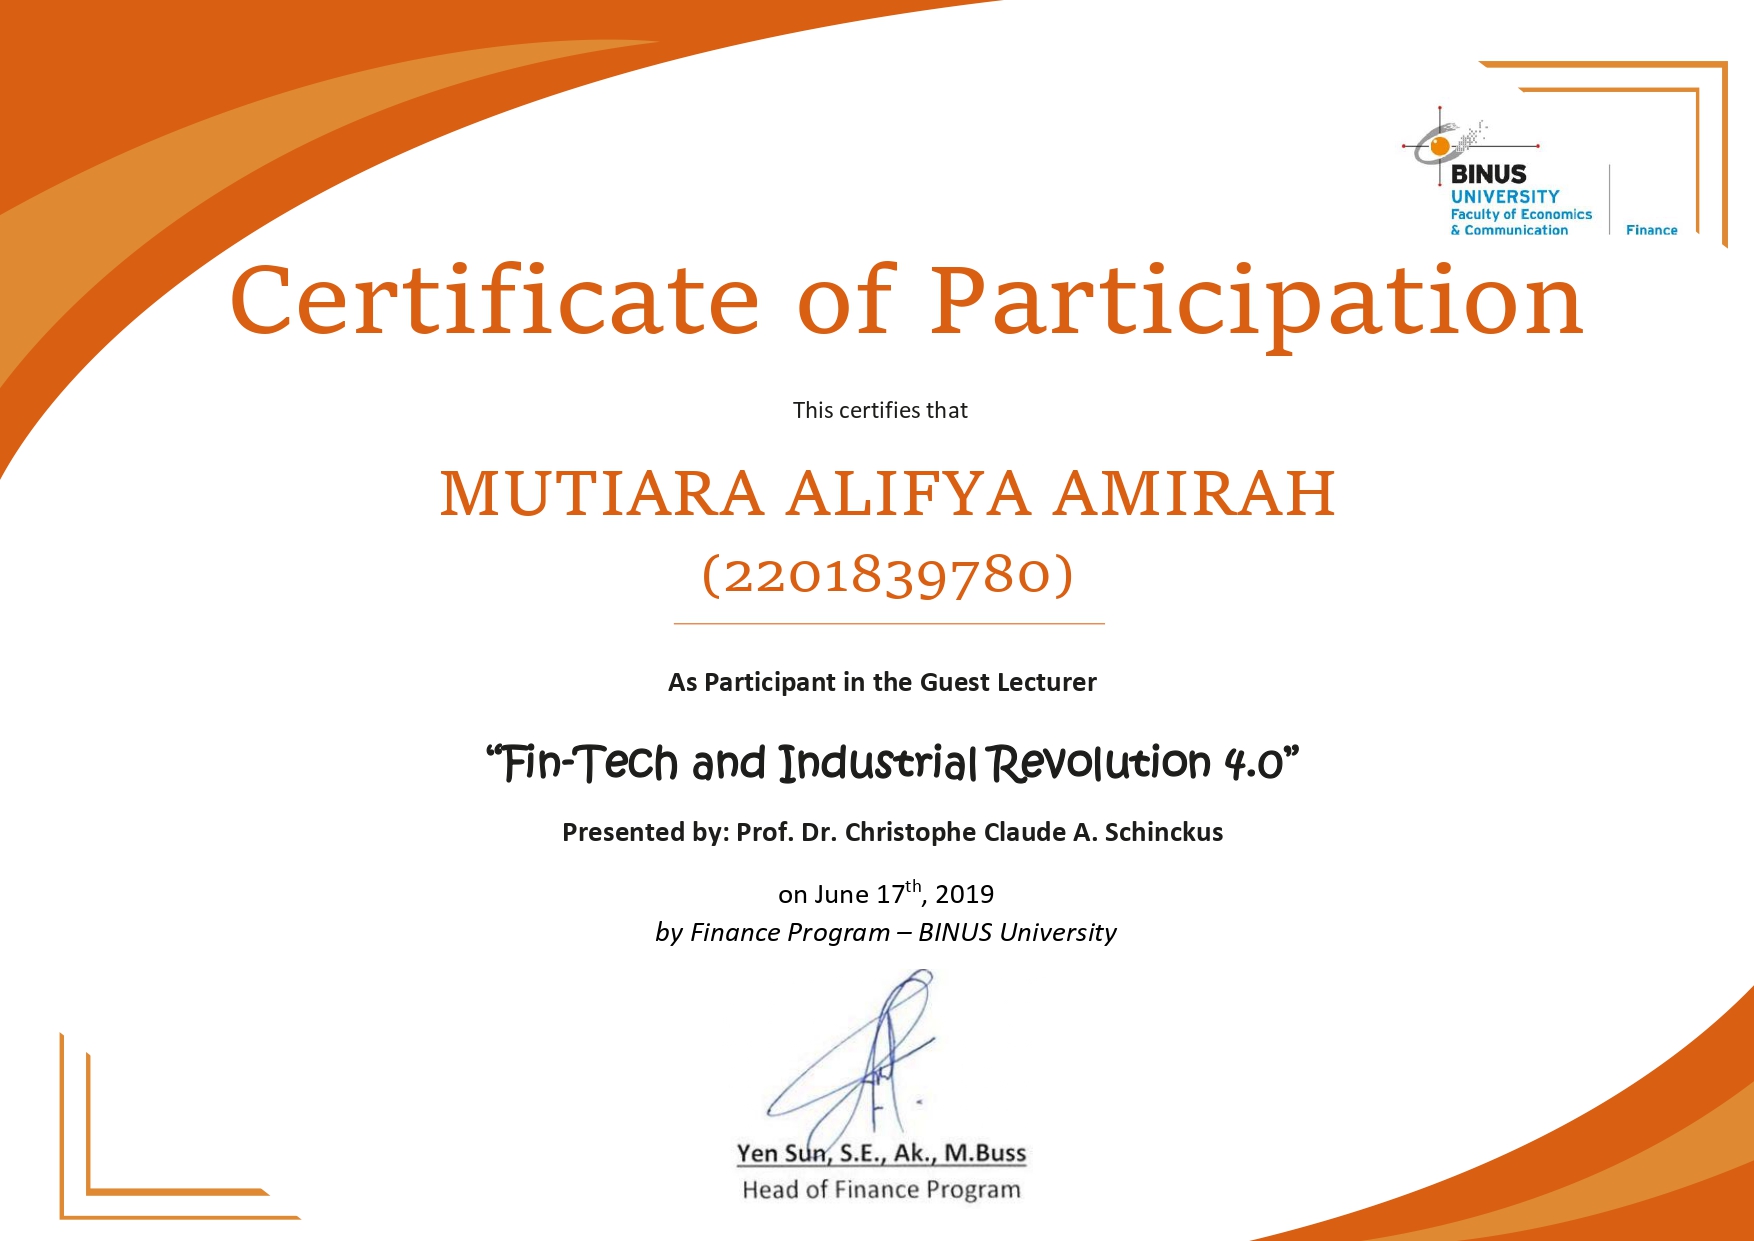 BINUS
UNIVERSITY
Faculty of Economics
& Communication
Finance
Certificate of Participation
This certifies that
MUTIARA ALIFYA AMIRAH
(2201839780)
As Participant in the Guest Lecturer
“Fin-Tech and Industrial Revolution 4.0”
Presented by: Prof. Dr. Christophe Claude A. Schinckus
on June 17th, 2019
by Finance Program – BINUS University
Yen Sun, S.E., Ak., M.Buss
Head of Finance Program